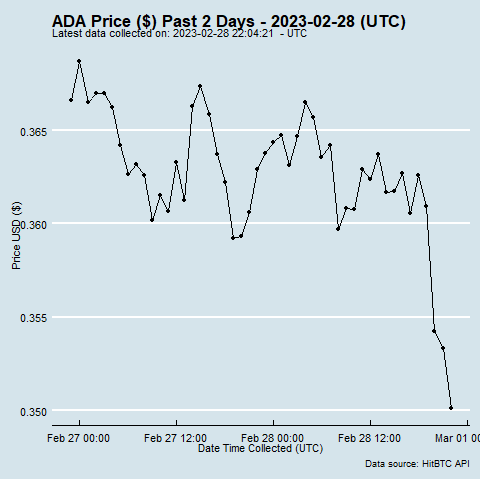 ADA Price ($) Past 2 Days - 2023-02-28 (UTC)
Latest data collected on: 2023-02-28 22:04:21 - UTC
0.365
0.360
0.355
0.350
Price USD ($)
Feb 27 00:00 Feb 27 12:00 Feb 28 00:00 Feb 28 12:00 Mar 01 0
Date Time Collected (UTC)
Data source: HitBTC API